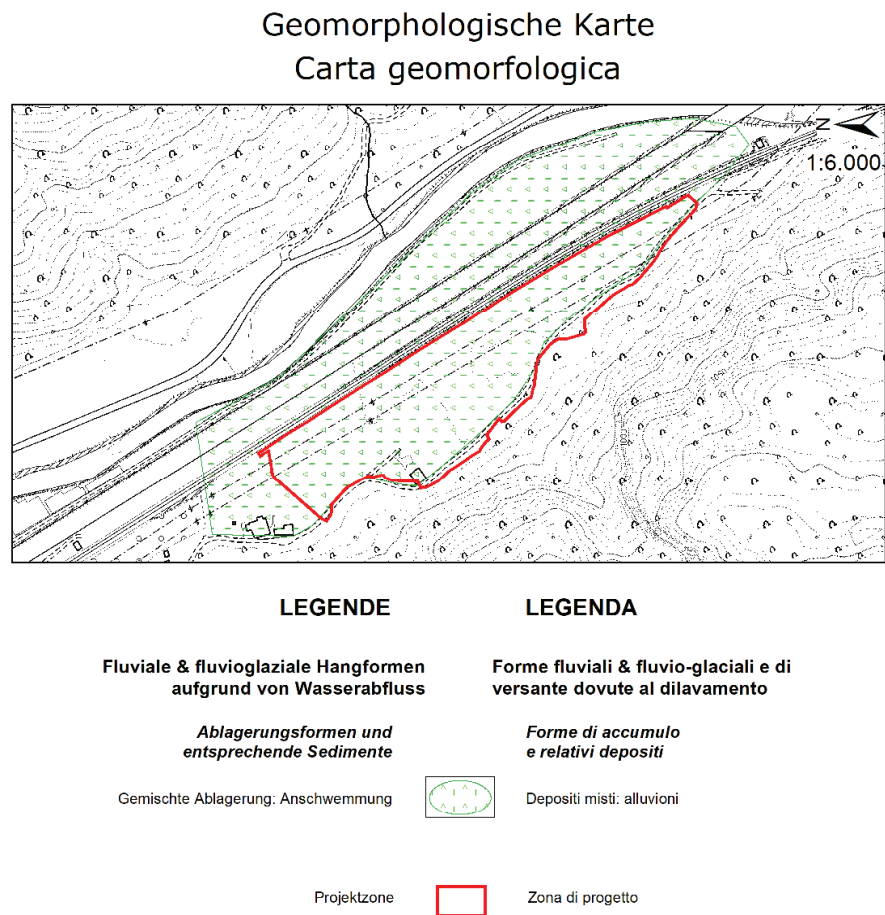 Geomorphologische Karte
Carta geomorfologica
N
1:6.000
LEGENDE
LEGENDA
Fluviale & fluvioglaziale Hangformen
aufgrund von Wasserabfluss
Forme fluviali & fluvio-glaciali e di
versante dovute al dilavamento
Ablagerungsformen und
entsprechende Sedimente
Forme di accumulo
e relativi depositi
Gemischte Ablagerung: Anschwemmung
Depositi misti: alluvioni
Projektzone
Zona di progetto